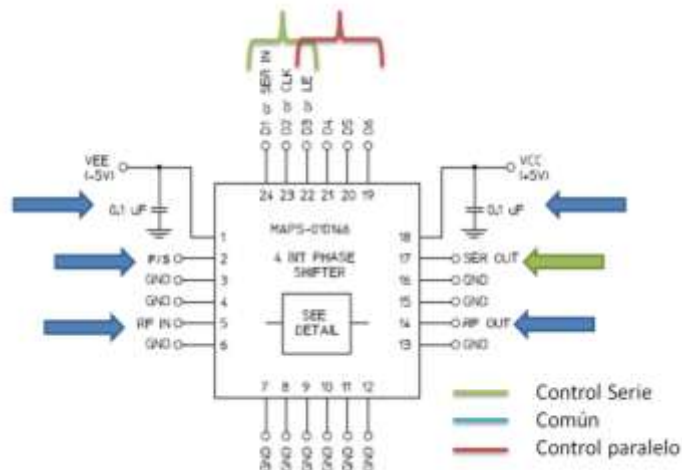 D1 or SER IN
D2 or CLK
D3 or LE
D4
D5
D6
VEE
(-5V)
VCC
(+5V)
24 23 22 21 20 19
0.1 uF
0.1 uF
MAPS-010146
1
18
P/S
2
4 BIT PHASE
SHIFTER
17
SER OUT
GND
3
16
GND
GND
4
15
GND
RF IN
5
SEE
DETAIL
14
RF OUT
GND
6
13
GND
7 8 9 10 11 12
GND GND GND GND GND GND
Control Serie
Común
Control paralelo